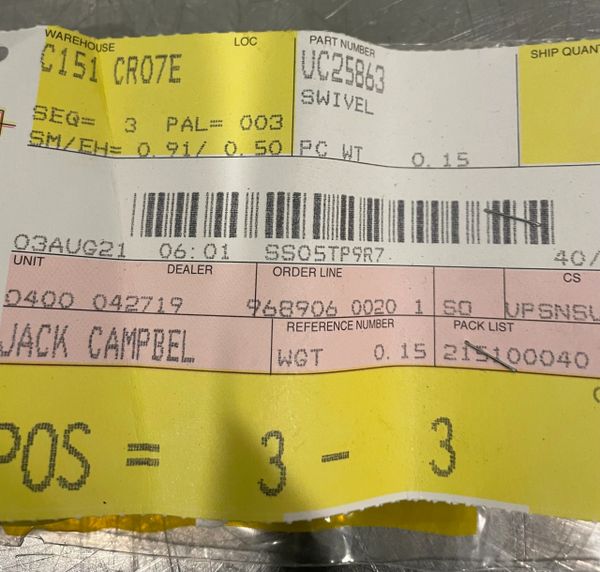 WAREHOUSE LOC PART NUMBER SHIP QUANT
C151 CR07E UC25863
SWIVEL
SEQ= 3 PAL= 003
SM/EH= 0.91/ 0.50 PC WT 0.15
03AUG21 06:01 SS05TP9R7 40/
UNIT DEALER ORDER LINE CS
0400 042719 968906 0020 1 SO UPSNSU
JACK CAMPBEL REFERENCE NUMBER PACK LIST
WGT 0.15 215100040
POS = 3 - 3